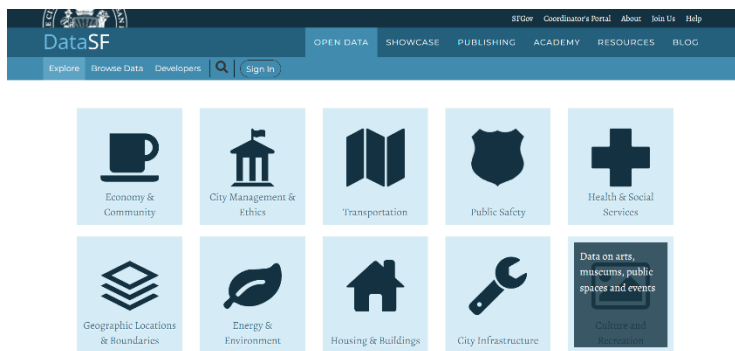 SFGov Coordinator's Portal About Join Us Help
DataSF
OPEN DATA SHOWCASE PUBLISHING ACADEMY RESOURCES BLOG
Explore Browse Data Developers Sign In
Economy &
Community
City Management &
Ethics
Transportation
Public Safety
Health & Social
Services
Geographic Locations
& Boundaries
Energy &
Environment
Housing & Buildings
City Infrastructure
Data on arts,
museums, public
spaces and events
Culture and
Recreation